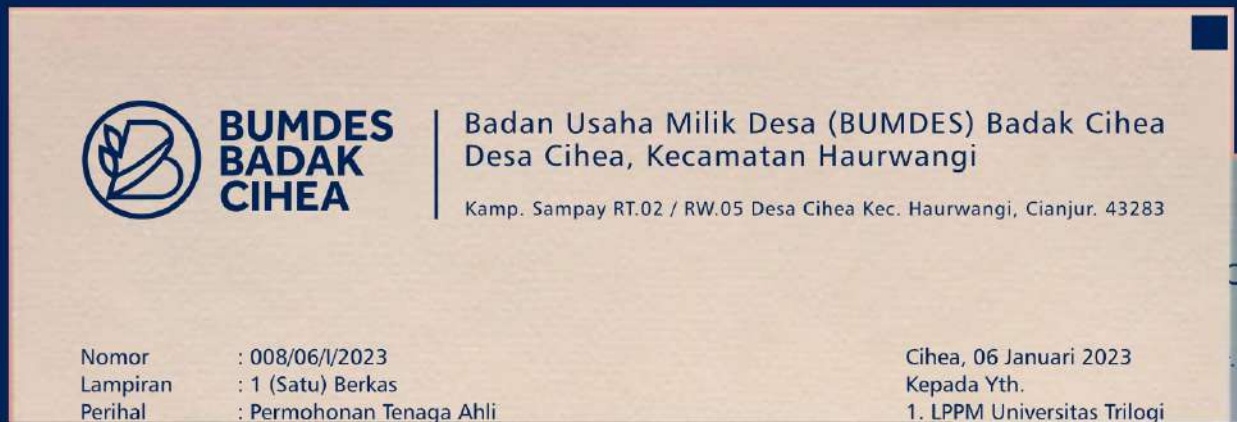 BUMDES
BADAK
CIHEA
Badan Usaha Milik Desa (BUMDES) Badak Cihea
Desa Cihea, Kecamatan Haurwangi
Kamp. Sampay RT.02 / RW.05 Desa Cihea Kec. Haurwangi, Cianjur. 43283
Nomor : 008/06/I/2023
Lampiran : 1 (Satu) Berkas
Perihal : Permohonan Tenaga Ahli
Cihea, 06 Januari 2023
Kepada Yth.
1. LPPM Universitas Trilogi